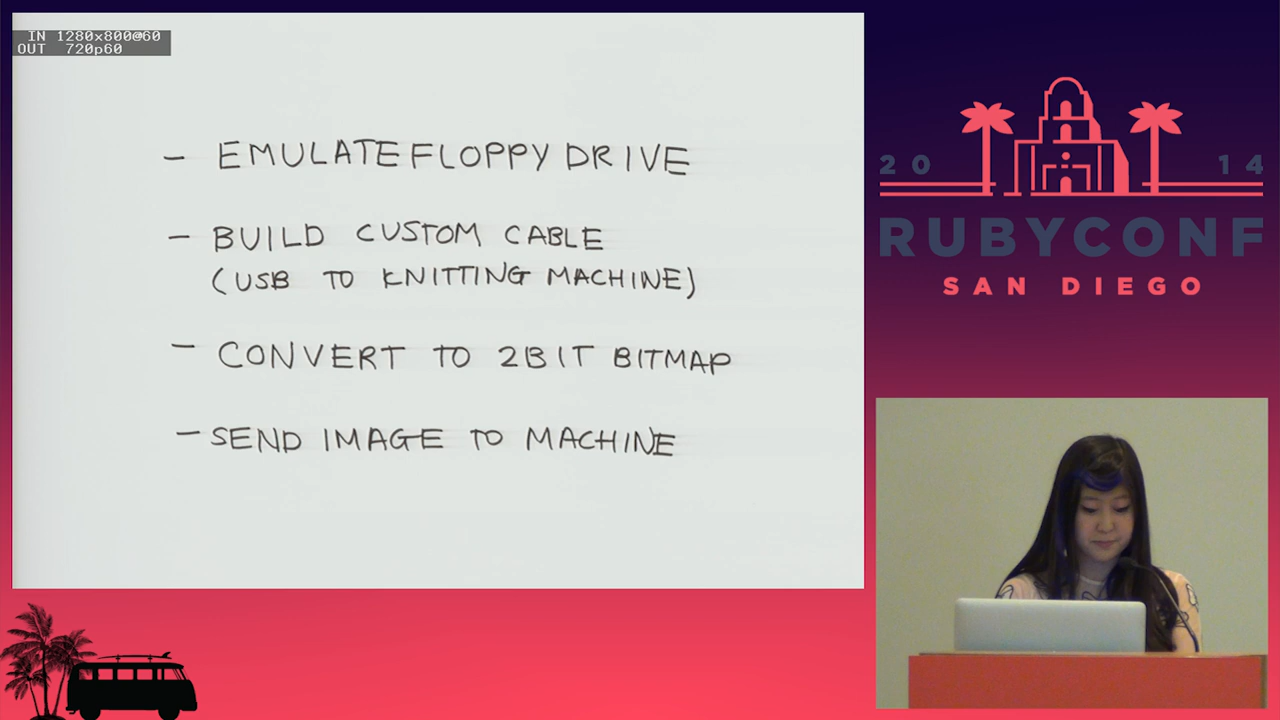 IN 1280x800@60
OUT 720p60
- EMULATE FLOPPY DRIVE
- BUILD CUSTOM CABLE
(USB TO KNITTING MACHINE)
- CONVERT TO 2BIT BITMAP
- SEND IMAGE TO MACHINE
20 14
RUBYCONF
SAN DIEGO